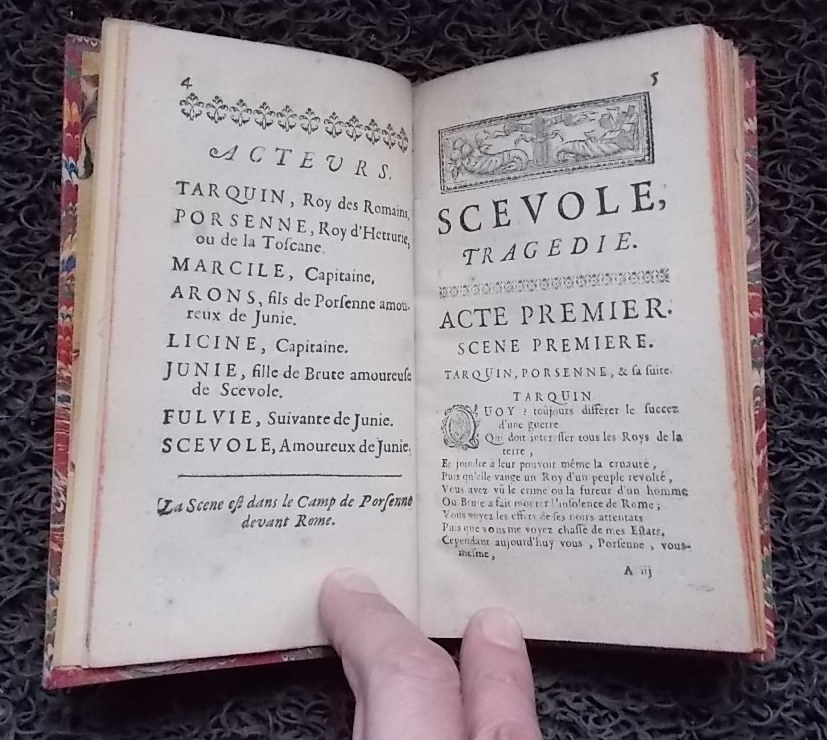 4
ACTEURS.
TARQUIN, Roy des Romains,
PORSENNE, Roy d'Hetrurie,
ou de la Toſcane.
MARCILE, Capitaine,
ARONS, fils de Porſenne amou-
reux de Junie.
LICINE, Capitaine.
JUNIE, fille de Brute amoureuſe
de Scevole.
FULVIE, Suivante de Junie.
SCEVOLE, Amoureux de Junie.
La Scene eſt dans le Camp de Porſenne
devant Rome.
5
SCEVOLE,
TRAGEDIE.
ACTE PREMIER.
SCENE PREMIERE.
TARQUIN, PORSENNE, & ſa ſuite.
TARQUIN
QUOY ? toûjours differer le ſuccez
d'une guerre
Qui doit intereſſer tous les Roys de la
terre,
Et joindre à leur pouvoir même la cruauté,
Puis qu'elle vange un Roy d'un peuple revolté,
Vous avez vû le crime ou la fureur d'un homme
Ou Brute a fait monter l'inſolence de Rome;
Vous voyez les effets de ſes noirs attentats
Puis que vous me voyez chaſſe de mes Eſtats,
Cependant aujourd'huy vous, Porſenne, vous-
meſme,
A iij